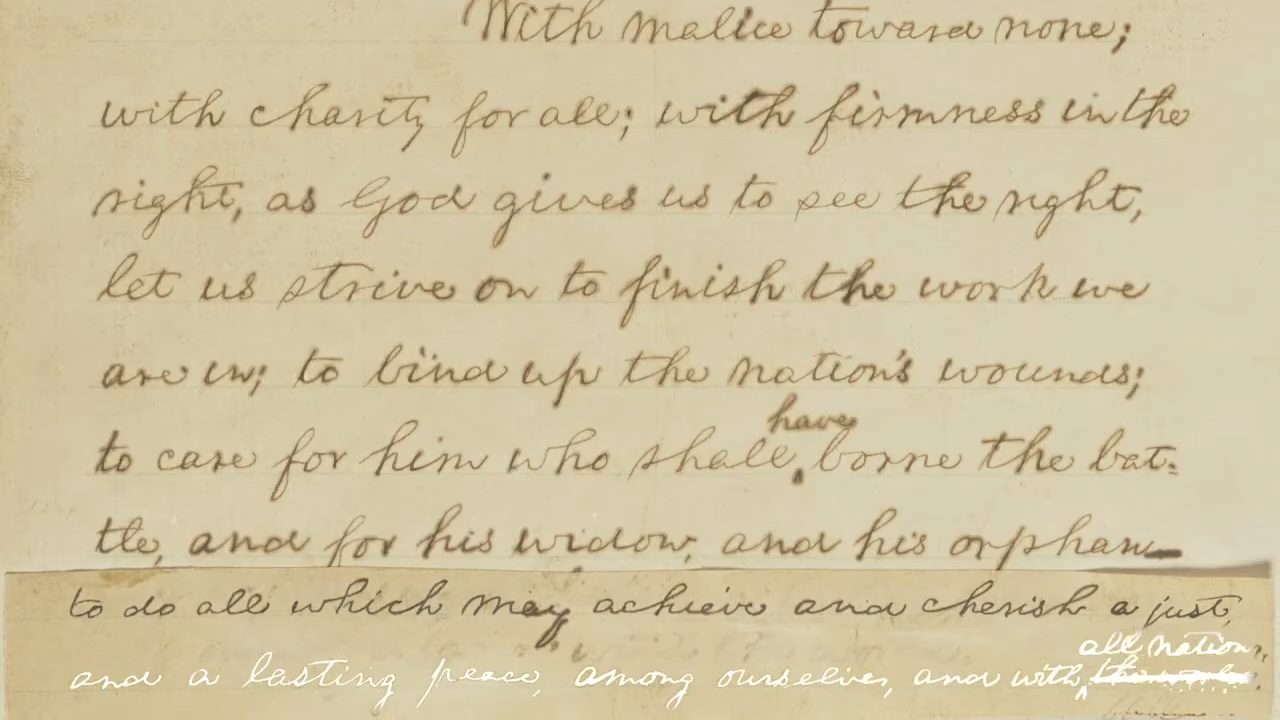 With malice toward none;
with charity for all; with firmness in the
right, as God gives us to see the right,
let us strive on to finish the work we
are in; to bind up the nation's wounds;
have
to care for him who shall borne the bat-
tle, and for his widow, and his orphan—
to do all which may achieve and cherish a just,
all nations.
and a lasting peace, among ourselves, and with the world.